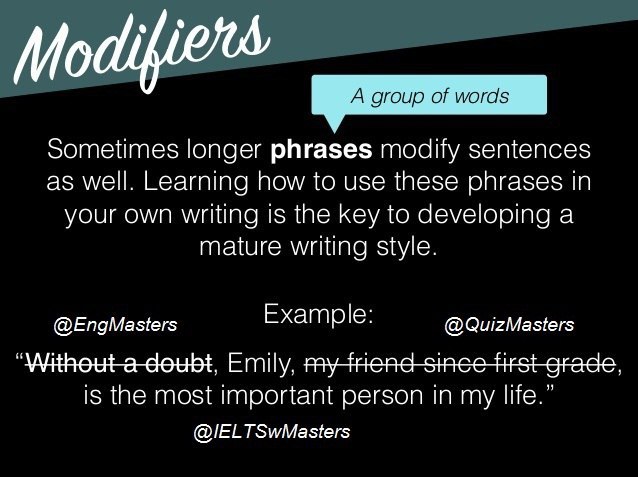 Modifiers
A group of words
Sometimes longer phrases modify sentences
as well. Learning how to use these phrases in
your own writing is the key to developing a
mature writing style.
Example:
@EngMasters
@QuizMasters
“Without a doubt, Emily, my friend since first grade,
is the most important person in my life.”
@IELTSwMasters